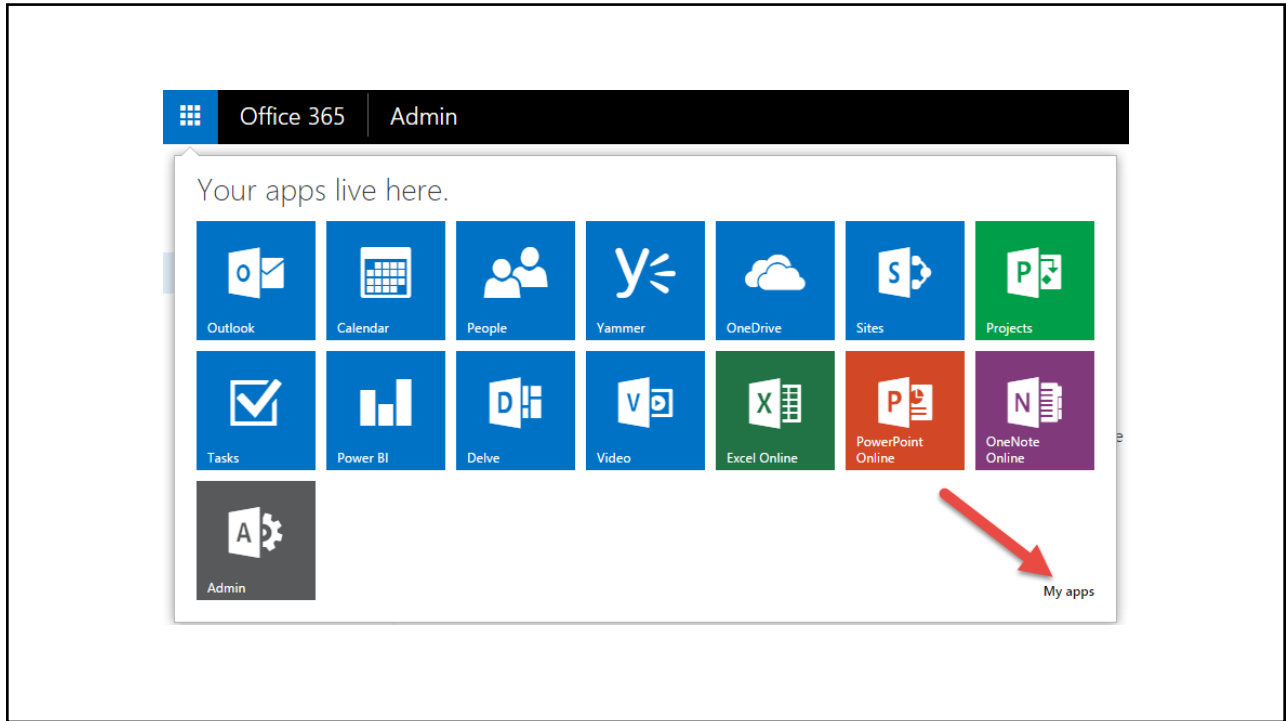 Office 365 Admin
Your apps live here.
Outlook Calendar People Yammer OneDrive Sites Projects
Tasks Power BI Delve Video Excel Online PowerPoint Online OneNote Online
Admin
My apps